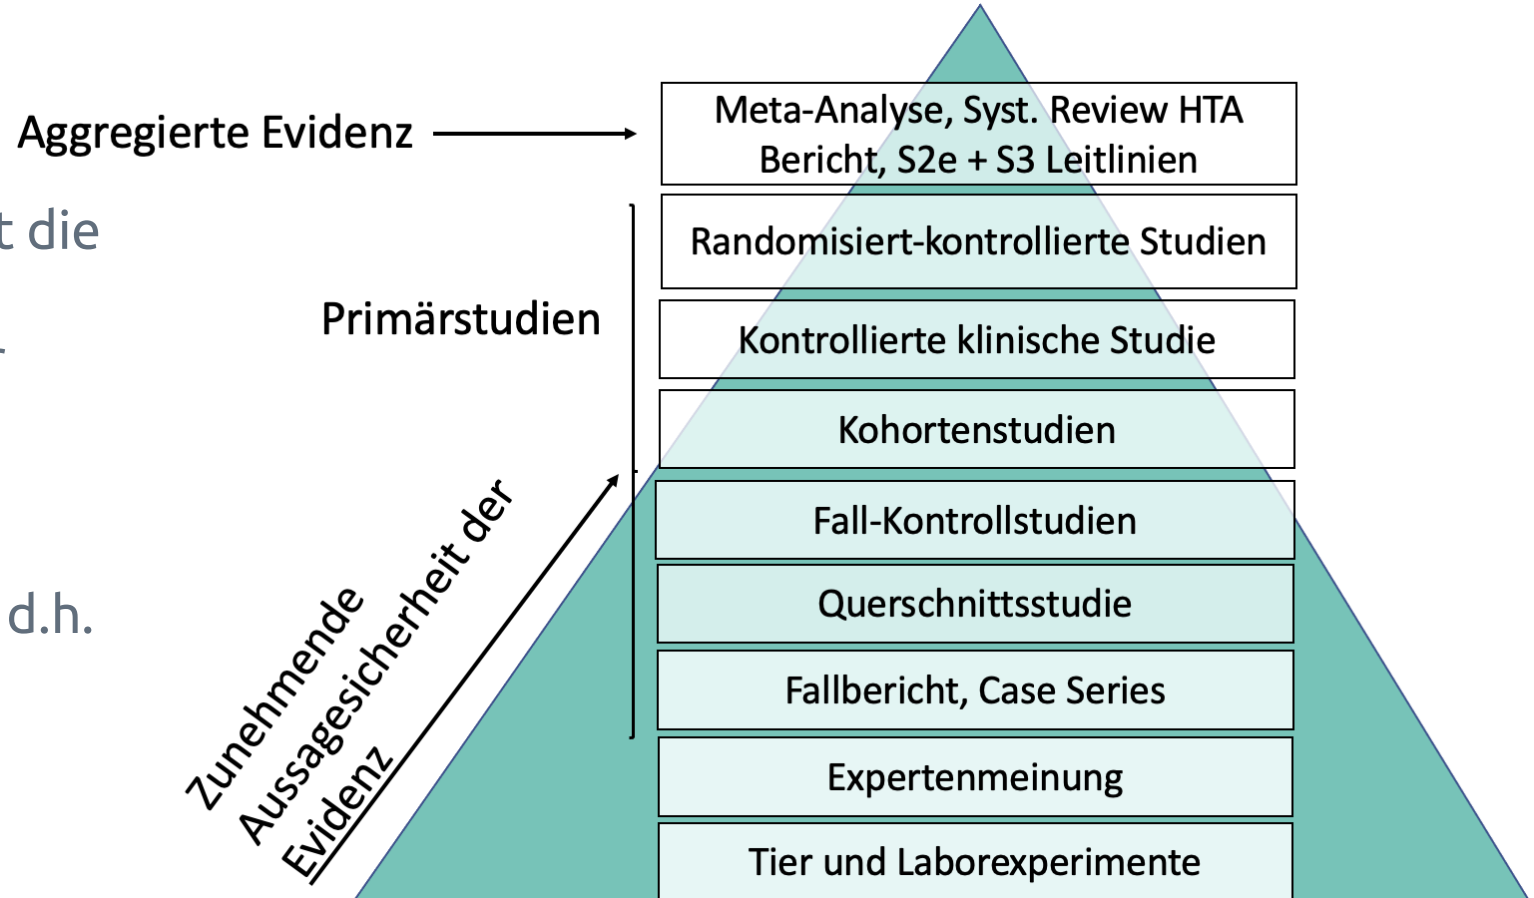 Aggregierte Evidenz
Meta-Analyse, Syst. Review HTA
Bericht, S2e + S3 Leitlinien
t die
Randomisiert-kontrollierte Studien
Primärstudien
Kontrollierte klinische Studie
Kohortenstudien
Fall-Kontrollstudien
Querschnittsstudie
d.h.
Zunehmende
Aussagesicherheit der
Evidenz
Fallbericht, Case Series
Expertenmeinung
Tier und Laborexperimente